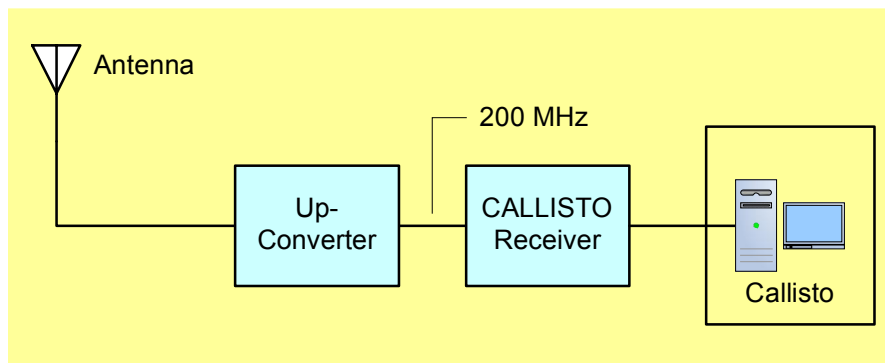 Antenna
200 MHz
Up-
Converter
CALLISTO
Receiver
Callisto